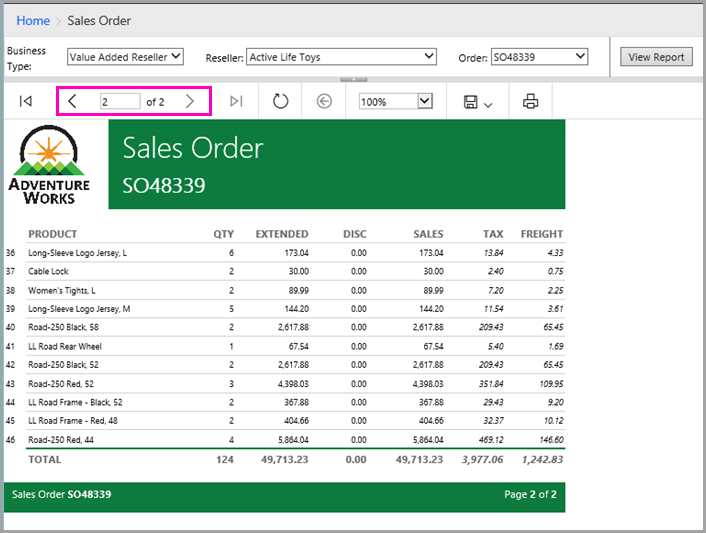 Home > Sales Order
Business Type: Value Added Reseller Reseller: Active Life Toys Order: SO48339 View Report
2 of 2 100%
ADVENTURE WORKS
Sales Order
SO48339
PRODUCT QTY EXTENDED DISC SALES TAX FREIGHT
36 Long-Sleeve Logo Jersey, L 6 173.04 0.00 173.04 13.84 4.33
37 Cable Lock 2 30.00 0.00 30.00 2.40 0.75
38 Women's Tights, L 2 89.99 0.00 89.99 7.20 2.25
39 Long-Sleeve Logo Jersey, M 5 144.20 0.00 144.20 11.54 3.61
40 Road-250 Black, 58 2 2,617.88 0.00 2,617.88 209.43 65.45
41 LL Road Rear Wheel 1 67.54 0.00 67.54 5.40 1.69
42 Road-250 Black, 52 2 2,617.88 0.00 2,617.88 209.43 65.45
43 Road-250 Red, 52 3 4,398.03 0.00 4,398.03 351.84 109.95
44 LL Road Frame - Black, 52 2 367.88 0.00 367.88 29.43 9.20
45 LL Road Frame - Red, 48 2 404.66 0.00 404.66 32.37 10.12
46 Road-250 Red, 44 4 5,864.04 0.00 5,864.04 469.12 146.60
TOTAL 124 49,713.23 0.00 49,713.23 3,977.06 1,242.83
Sales Order SO48339 Page 2 of 2